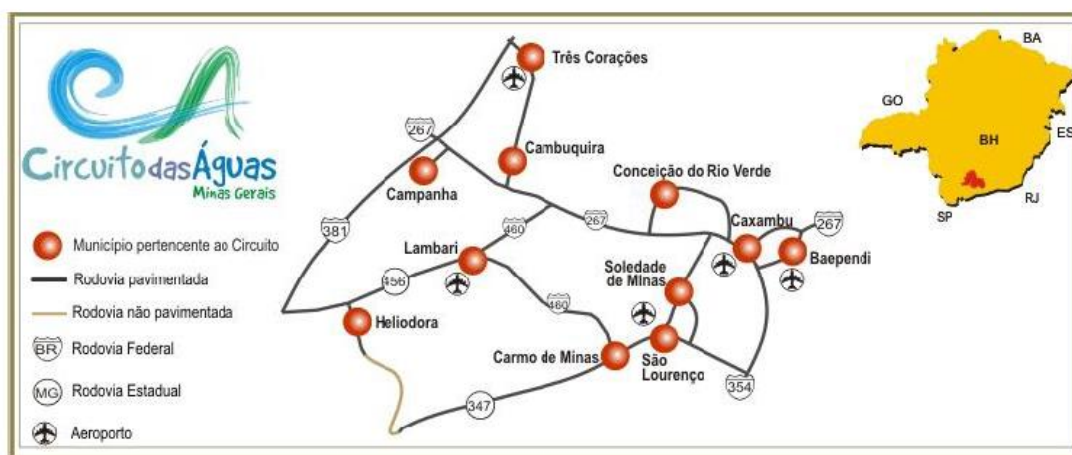 Circuito das Águas
Minas Gerais
Município pertencente ao Circuito
Rodovia pavimentada
Rodovia não pavimentada
BR Rodovia Federal
MG Rodovia Estadual
Aeroporto
Três Corações
267
Cambuquira
Campanha
Conceição do Rio Verde
381
Lambari
460
267
Caxambu
267
Baependi
456
Soledade
de Minas
460
Heliodora
Carmo de Minas
São
Lourenço
354
347
BA
GO
ES
BH
RJ
SP